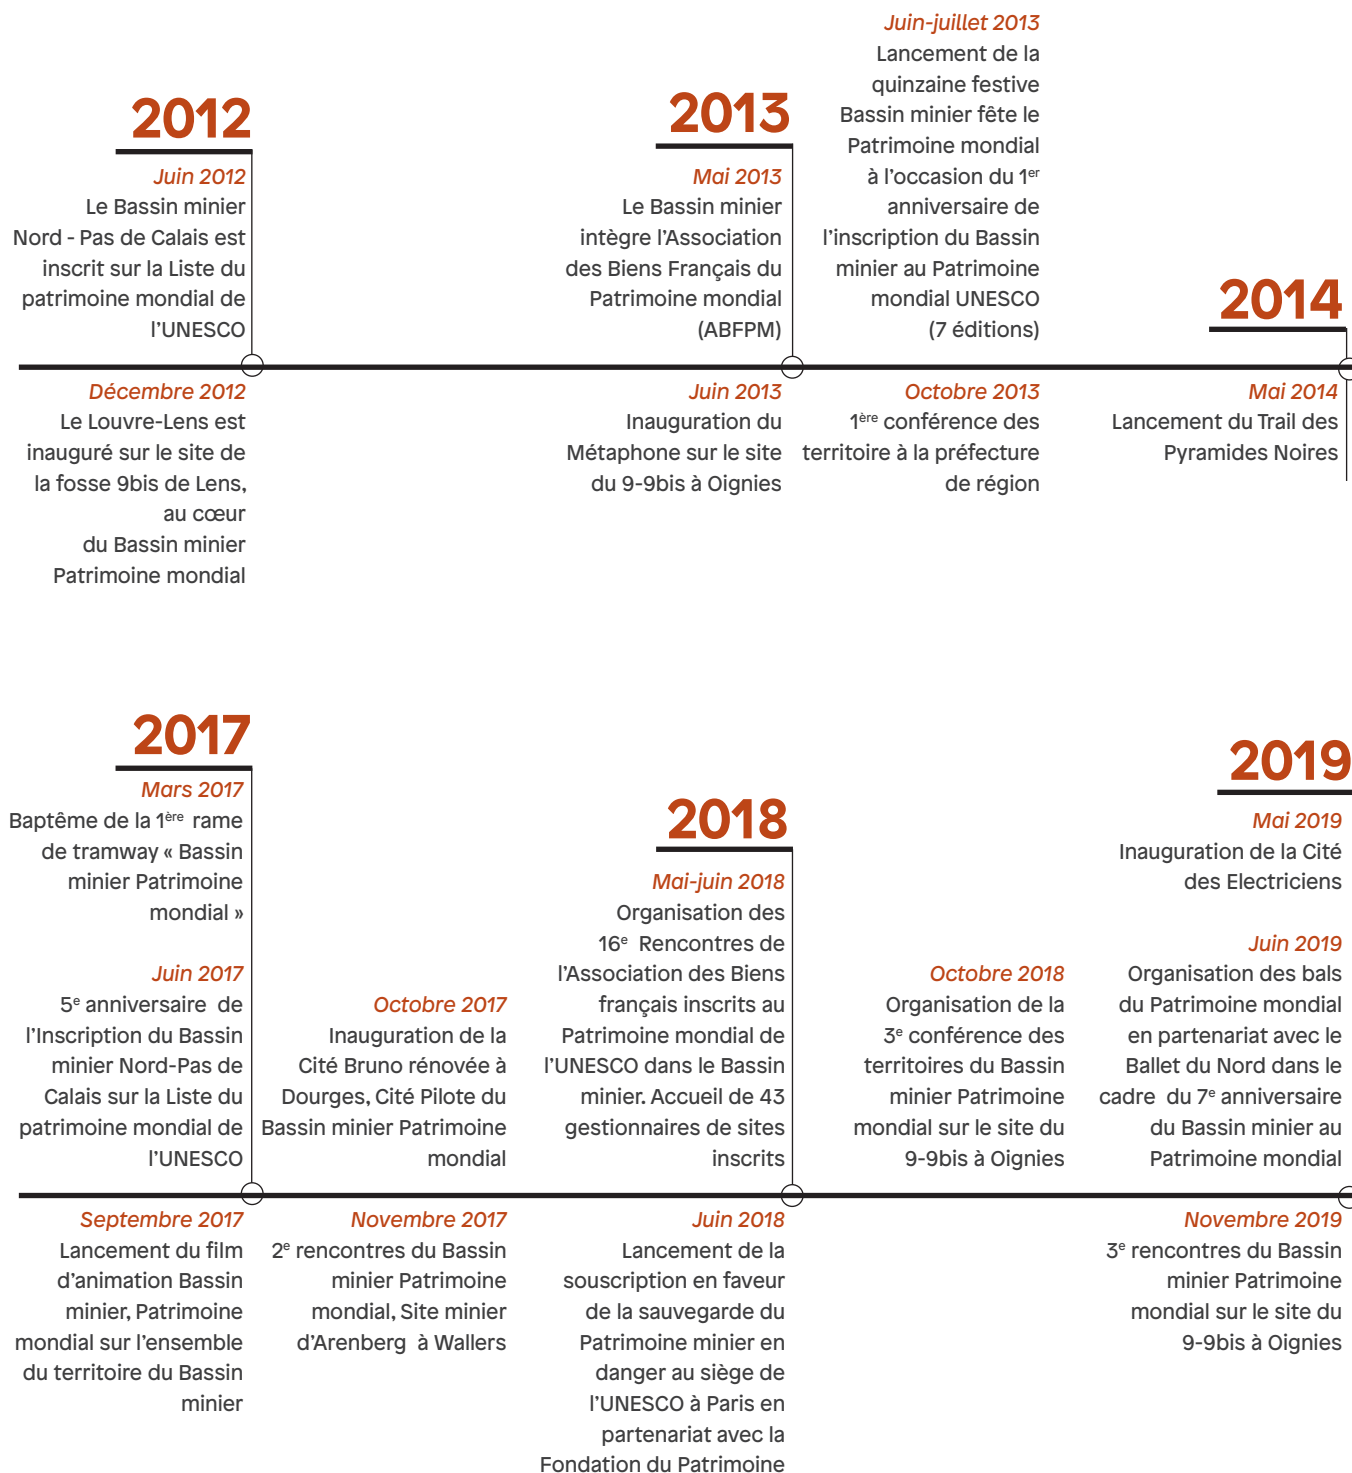 2012
Juin 2012
Le Bassin minier
Nord - Pas de Calais est
inscrit sur la Liste du
patrimoine mondial de
l’UNESCO
Décembre 2012
Le Louvre-Lens est
inauguré sur le site de
la fosse 9bis de Lens,
au cœur
du Bassin minier
Patrimoine mondial
2013
Mai 2013
Le Bassin minier
intègre l’Association
des Biens Français du
Patrimoine mondial
(ABFPM)
Juin 2013
Inauguration du
Métaphone sur le site
du 9-9bis à Oignies
Juin-juillet 2013
Lancement de la
quinzaine festive
Bassin minier fête le
Patrimoine mondial
à l’occasion du 1er
anniversaire de
l’inscription du Bassin
minier au Patrimoine
mondial UNESCO
(7 éditions)
Octobre 2013
1ère conférence des
territoire à la préfecture
de région
2014
Mai 2014
Lancement du Trail des
Pyramides Noires
2017
Mars 2017
Baptême de la 1ère rame
de tramway « Bassin
minier Patrimoine
mondial »
Juin 2017
5e anniversaire de
l’Inscription du Bassin
minier Nord-Pas de
Calais sur la Liste du
patrimoine mondial de
l’UNESCO
Septembre 2017
Lancement du film
d’animation Bassin
minier, Patrimoine
mondial sur l’ensemble
du territoire du Bassin
minier
Octobre 2017
Inauguration de la
Cité Bruno rénovée à
Dourges, Cité Pilote du
Bassin minier Patrimoine
mondial
Novembre 2017
2e rencontres du Bassin
minier Patrimoine
mondial, Site minier
d’Arenberg à Wallers
2018
Mai-juin 2018
Organisation des
16e Rencontres de
l’Association des Biens
français inscrits au
Patrimoine mondial de
l’UNESCO dans le Bassin
minier. Accueil de 43
gestionnaires de sites
inscrits
Juin 2018
Lancement de la
souscription en faveur
de la sauvegarde du
Patrimoine minier en
danger au siège de
l’UNESCO à Paris en
partenariat avec la
Fondation du Patrimoine
Octobre 2018
Organisation de la
3e conférence des
territoires du Bassin
minier Patrimoine
mondial sur le site du
9-9bis à Oignies
2019
Mai 2019
Inauguration de la Cité
des Electriciens
Juin 2019
Organisation des bals
du Patrimoine mondial
en partenariat avec le
Ballet du Nord dans le
cadre du 7e anniversaire
du Bassin minier au
Patrimoine mondial
Novembre 2019
3e rencontres du Bassin
minier Patrimoine
mondial sur le site du
9-9bis à Oignies